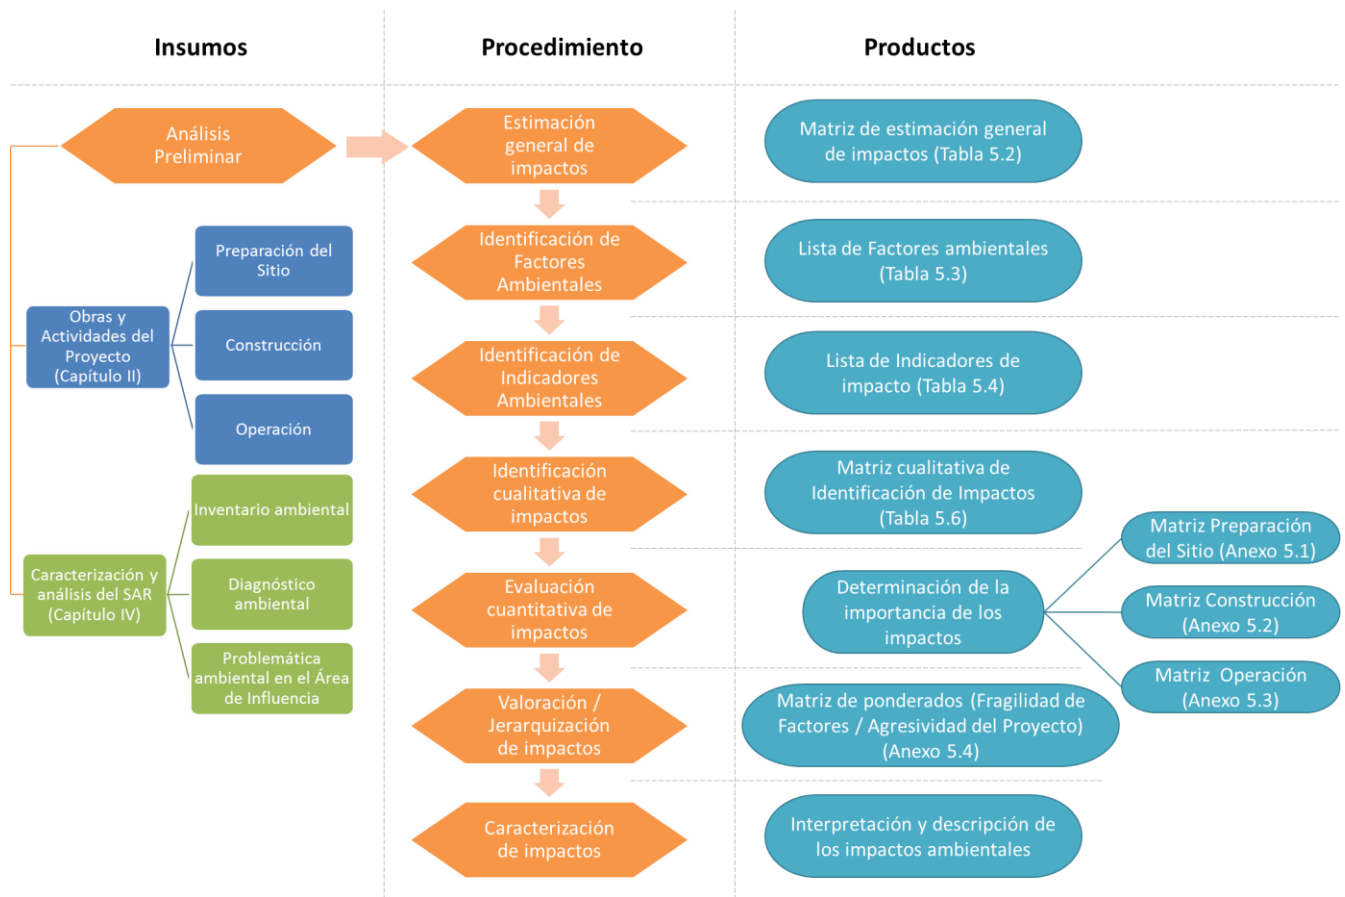 Insumos
Procedimiento
Productos
Análisis
Preliminar
Obras y
Actividades del
Proyecto
(Capítulo II)
Preparación del
Sitio
Construcción
Operación
Caracterización y
análisis del SAR
(Capítulo IV)
Inventario ambiental
Diagnóstico
ambiental
Problemática
ambiental en el Área
de Influencia
Estimación
general de
impactos
Identificación de
Factores
Ambientales
Identificación de
Indicadores
Ambientales
Identificación
cualitativa de
impactos
Evaluación
cuantitativa de
impactos
Valoración /
Jerarquización
de impactos
Caracterización
de impactos
Matriz de estimación general
de impactos (Tabla 5.2)
Lista de Factores ambientales
(Tabla 5.3)
Lista de Indicadores de
impacto (Tabla 5.4)
Matriz cualitativa de
Identificación de Impactos
(Tabla 5.6)
Determinación de la
importancia de los
impactos
Matriz Preparación
del Sitio (Anexo 5.1)
Matriz Construcción
(Anexo 5.2)
Matriz Operación
(Anexo 5.3)
Matriz de ponderados (Fragilidad de
Factores / Agresividad del Proyecto)
(Anexo 5.4)
Interpretación y descripción de
los impactos ambientales